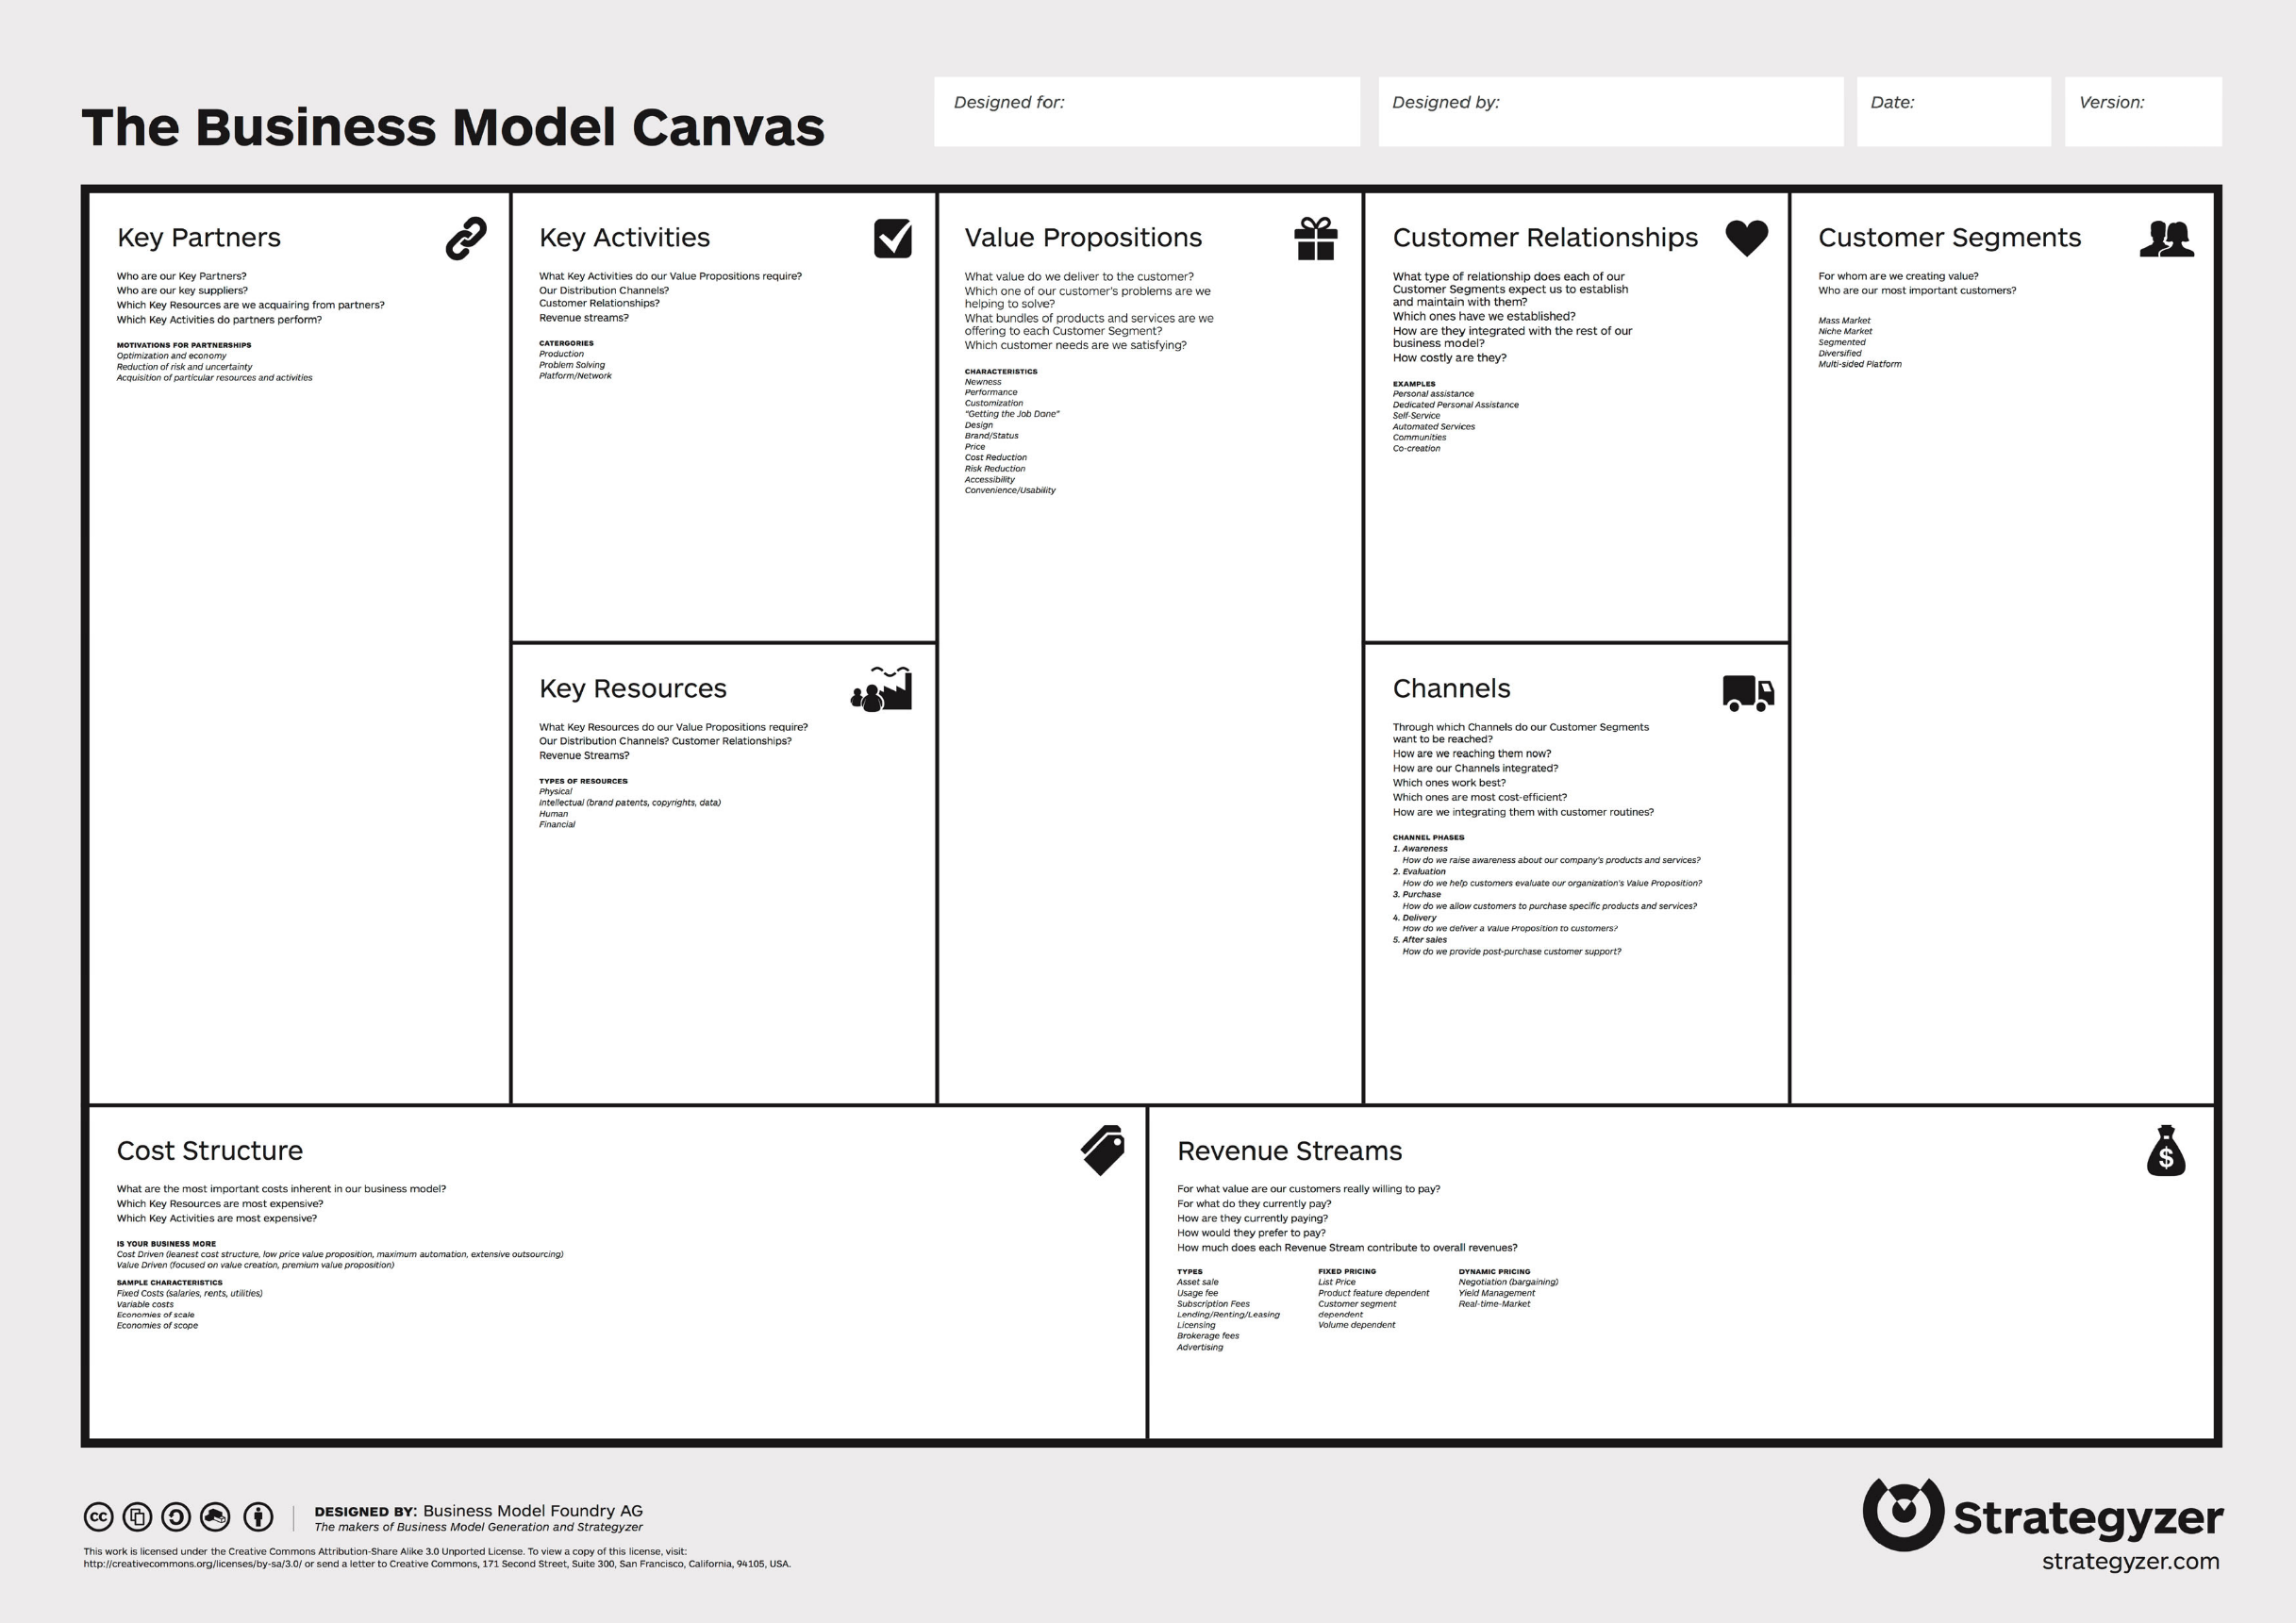 The Business Model Canvas
Designed for:
Designed by:
Date:
Version:
Key Partners
Who are our Key Partners?
Who are our key suppliers?
Which Key Resources are we acquairing from partners?
Which Key Activities do partners perform?
MOTIVATIONS FOR PARTNERSHIPS
Optimization and economy
Reduction of risk and uncertainty
Acquisition of particular resources and activities
Key Activities
What Key Activities do our Value Propositions require?
Our Distribution Channels?
Customer Relationships?
Revenue streams?
CATERGORIES
Production
Problem Solving
Platform/Network
Key Resources
What Key Resources do our Value Propositions require?
Our Distribution Channels? Customer Relationships?
Revenue Streams?
TYPES OF RESOURCES
Physical
Intellectual (brand patents, copyrights, data)
Human
Financial
Value Propositions
What value do we deliver to the customer?
Which one of our customer's problems are we
helping to solve?
What bundles of products and services are we
offering to each Customer Segment?
Which customer needs are we satisfying?
CHARACTERISTICS
Newness
Performance
Customization
"Getting the Job Done"
Design
Brand/Status
Price
Cost Reduction
Risk Reduction
Accessibility
Convenience/Usability
Customer Relationships
What type of relationship does each of our
Customer Segments expect us to establish
and maintain with them?
Which ones have we established?
How are they integrated with the rest of our
business model?
How costly are they?
EXAMPLES
Personal assistance
Dedicated Personal Assistance
Self-Service
Automated Services
Communities
Co-creation
Channels
Through which Channels do our Customer Segments
want to be reached?
How are we reaching them now?
How are our Channels integrated?
Which ones work best?
Which ones are most cost-efficient?
How are we integrating them with customer routines?
CHANNEL PHASES
1. Awareness
How do we raise awareness about our company's products and services?
2. Evaluation
How do we help customers evaluate our organization's Value Proposition?
3. Purchase
How do we allow customers to purchase specific products and services?
4. Delivery
How do we deliver a Value Proposition to customers?
5. After sales
How do we provide post-purchase customer support?
Customer Segments
For whom are we creating value?
Who are our most important customers?
Mass Market
Niche Market
Segmented
Diversified
Multi-sided Platform
Cost Structure
What are the most important costs inherent in our business model?
Which Key Resources are most expensive?
Which Key Activities are most expensive?
IS YOUR BUSINESS MORE
Cost Driven (leanest cost structure, low price value proposition, maximum automation, extensive outsourcing)
Value Driven (focused on value creation, premium value proposition)
SAMPLE CHARACTERISTICS
Fixed Costs (salaries, rents, utilities)
Variable costs
Economies of scale
Economies of scope
Revenue Streams
For what value are our customers really willing to pay?
For what do they currently pay?
How are they currently paying?
How would they prefer to pay?
How much does each Revenue Stream contribute to overall revenues?
TYPES
Asset sale
Usage fee
Subscription Fees
Lending/Renting/Leasing
Licensing
Brokerage fees
Advertising
FIXED PRICING
List Price
Product feature dependent
Customer segment
dependent
Volume dependent
DYNAMIC PRICING
Negotiation (bargaining)
Yield Management
Real-time-Market
$
cc
DESIGNED BY: Business Model Foundry AG
The makers of Business Model Generation and Strategyzer
This work is licensed under the Creative Commons Attribution-Share Alike 3.0 Unported License. To view a copy of this license, visit:
http://creativecommons.org/licenses/by-sa/3.0/ or send a letter to Creative Commons, 171 Second Street, Suite 300, San Francisco, California, 94105, USA.
Strategyzer
strategyzer.com